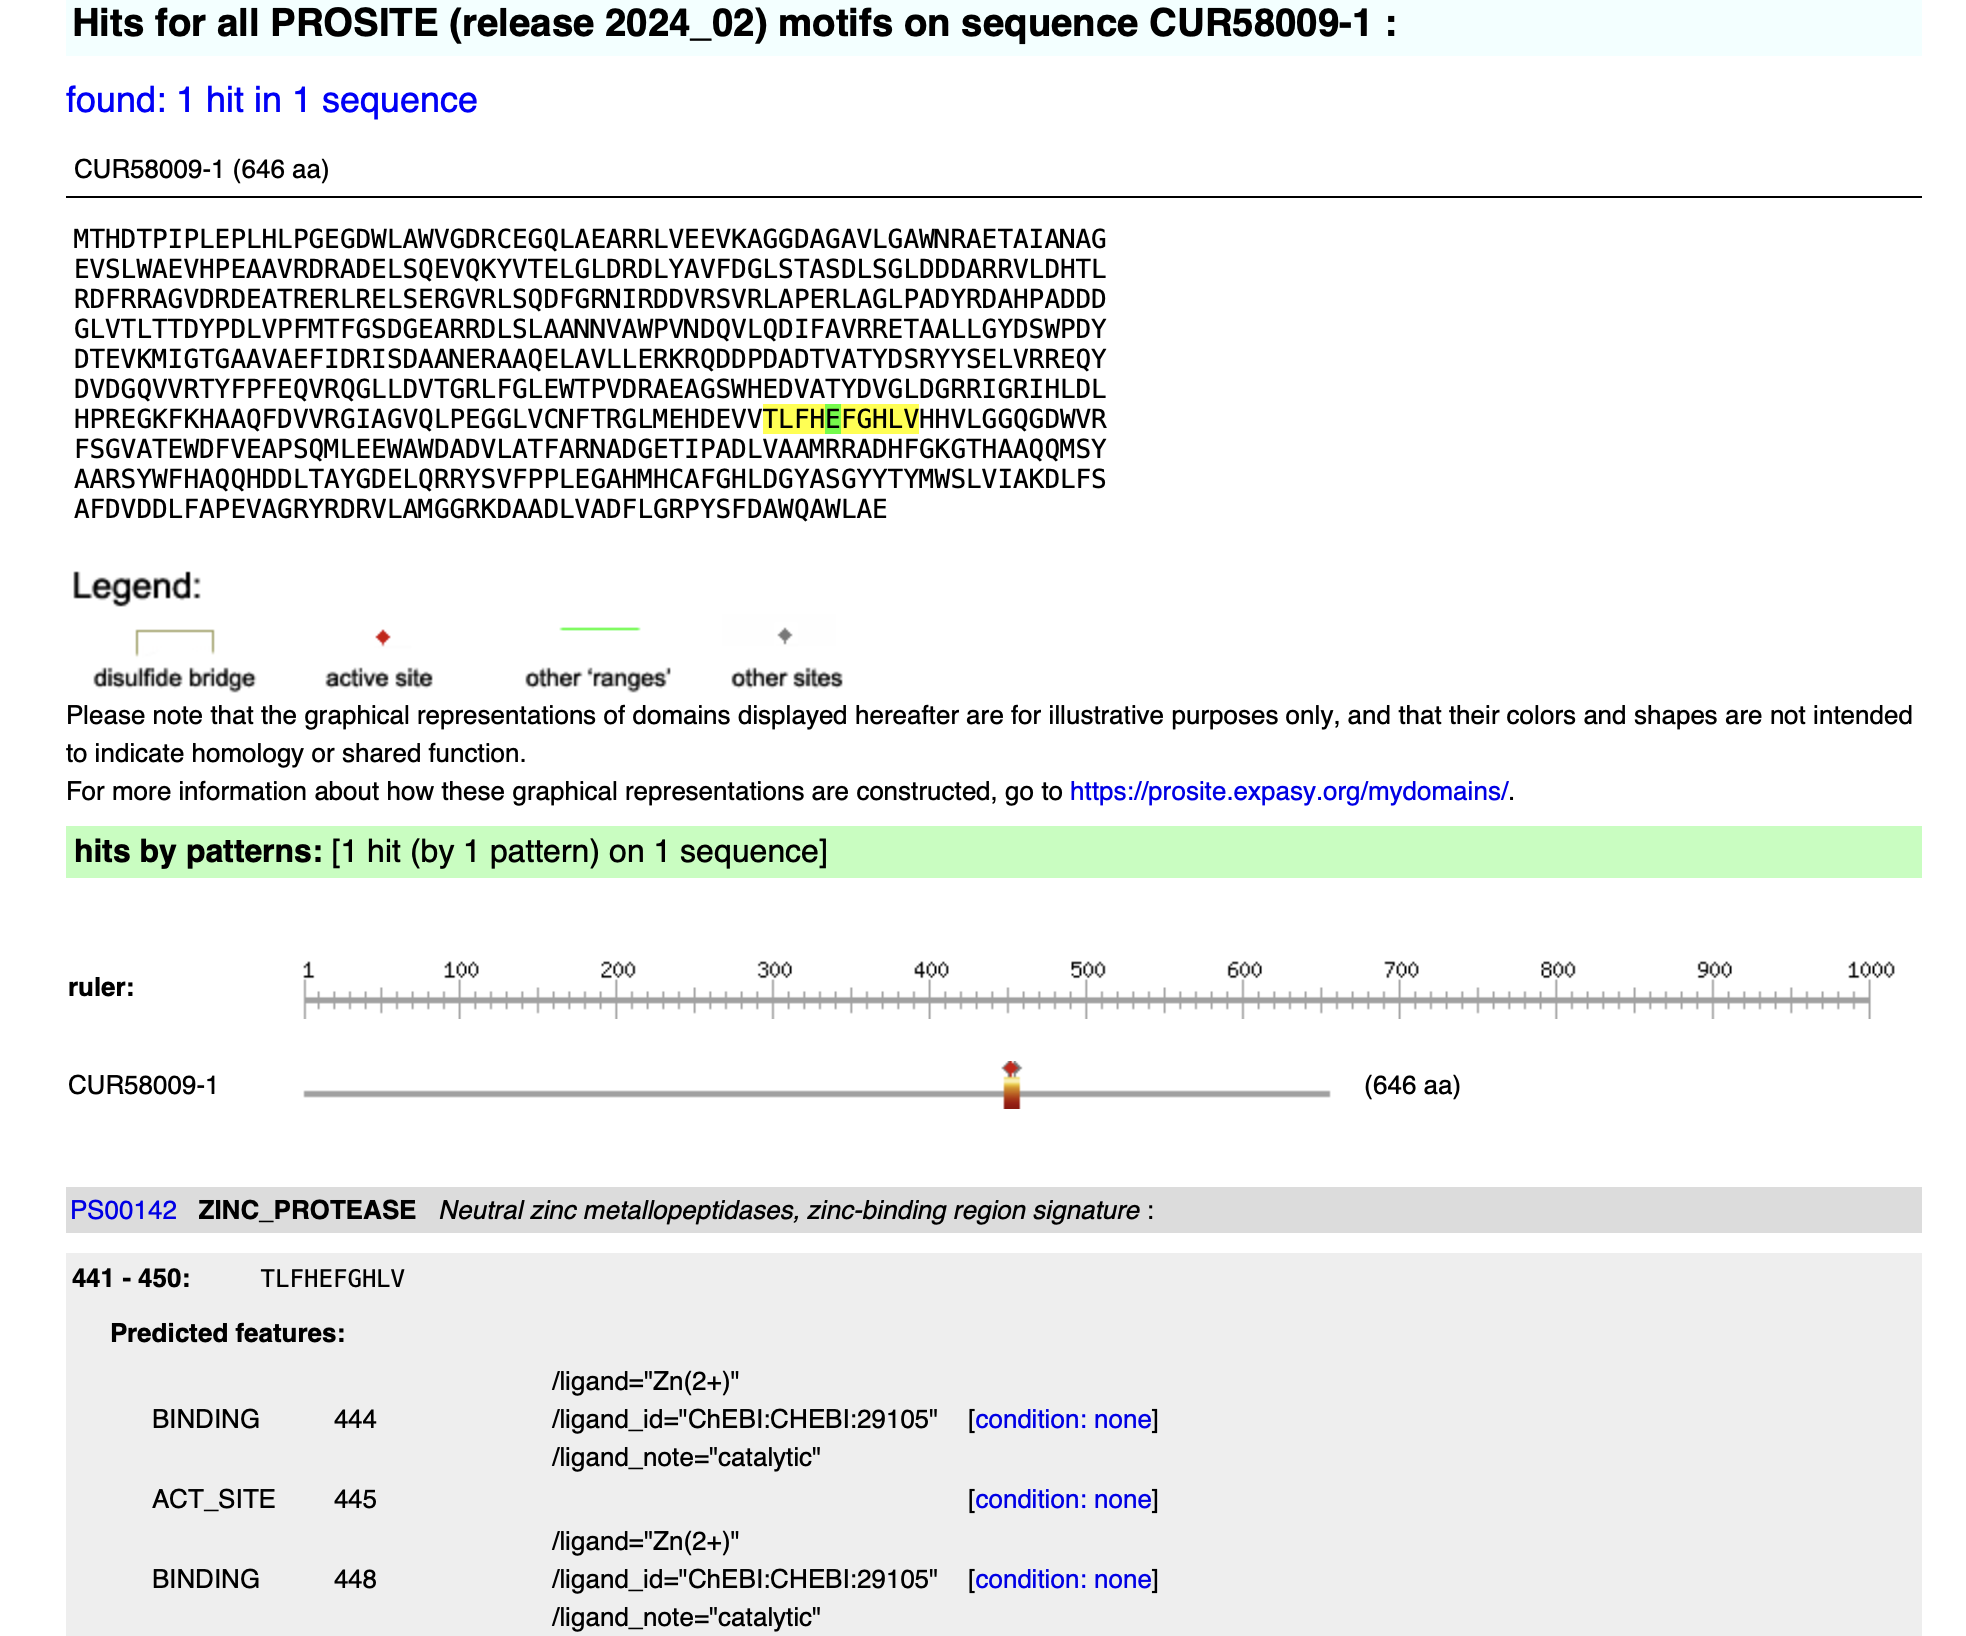 Hits for all PROSITE (release 2024_02) motifs on sequence CUR58009-1 :
found: 1 hit in 1 sequence
CUR58009-1 (646 aa)
MTHDTPIPLEPLHLPGEGDWLAWVGDRCEGQLAEARRLVEEVKAGGDAGAVLGAWNRAETAIANAG
EVSLWAEVHPEAAVRDRADELSQEVQKYVTELGLDRDLYAVFDGLSTASDLSGLDDDARRVLDHTL
RDFRRAGVDRDEATRERLRELSERGVRLSQDFGRNIRDDVRSVRLAPERLAGLPADYRDAHPADDD
GLVTLTTDYPDLVPFMTFGSDGEARRDLSLAANNVAWPVNDQVLQDIFAVRRETAALLGYDSWPDY
DTEVKMIGTGAAVAEFIDRISDAANERAAQELAVLLERKRQDDPDADTVATYDSRYYSELVRREQY
DVDGQVVRTYFPFEQVRQGLLDVTGRLFGLEWTPVDRAEAGSWHEDVATYDVGLDGRRIGRIHLDL
HPREGKFKHAAQFDVVRGIAGVQLPEGGLVCNFTRGLMEHDEVVTLFHEFGHLVHHVLGGQGDWVR
FSGVATEWDFVEAPSQMLEEWAWDADVLATFARNADGETIPADLVAAMRRADHFGKGTHAAQQMSY
AARSYWFHAQQHDDLTAYGDELQRRYSVFPPLEGAHMHCAFGHLDGYASGYYTYMWSLVIAKDLFS
AFDVDDLFAPEVAGRYRDRVLAMGGRKDAADLVADFLGRPYSFDAWQAWLAE
Legend:
disulfide bridge active site other 'ranges' other sites
Please note that the graphical representations of domains displayed hereafter are for illustrative purposes only, and that their colors and shapes are not intended
to indicate homology or shared function.
For more information about how these graphical representations are constructed, go to https://prosite.expasy.org/mydomains/.
hits by patterns: [1 hit (by 1 pattern) on 1 sequence]
1 100 200 300 400 500 600 700 800 900 1000
ruler:
CUR58009-1 (646 aa)
PS00142 ZINC_PROTEASE Neutral zinc metallopeptidases, zinc-binding region signature :
441 - 450: TLFHEFGHLV
Predicted features:
/ligand="Zn(2+)"
BINDING 444 /ligand_id="ChEBI:CHEBI:29105" [condition: none]
/ligand_note="catalytic"
ACT_SITE 445 [condition: none]
/ligand="Zn(2+)"
BINDING 448 /ligand_id="ChEBI:CHEBI:29105" [condition: none]
/ligand_note="catalytic"